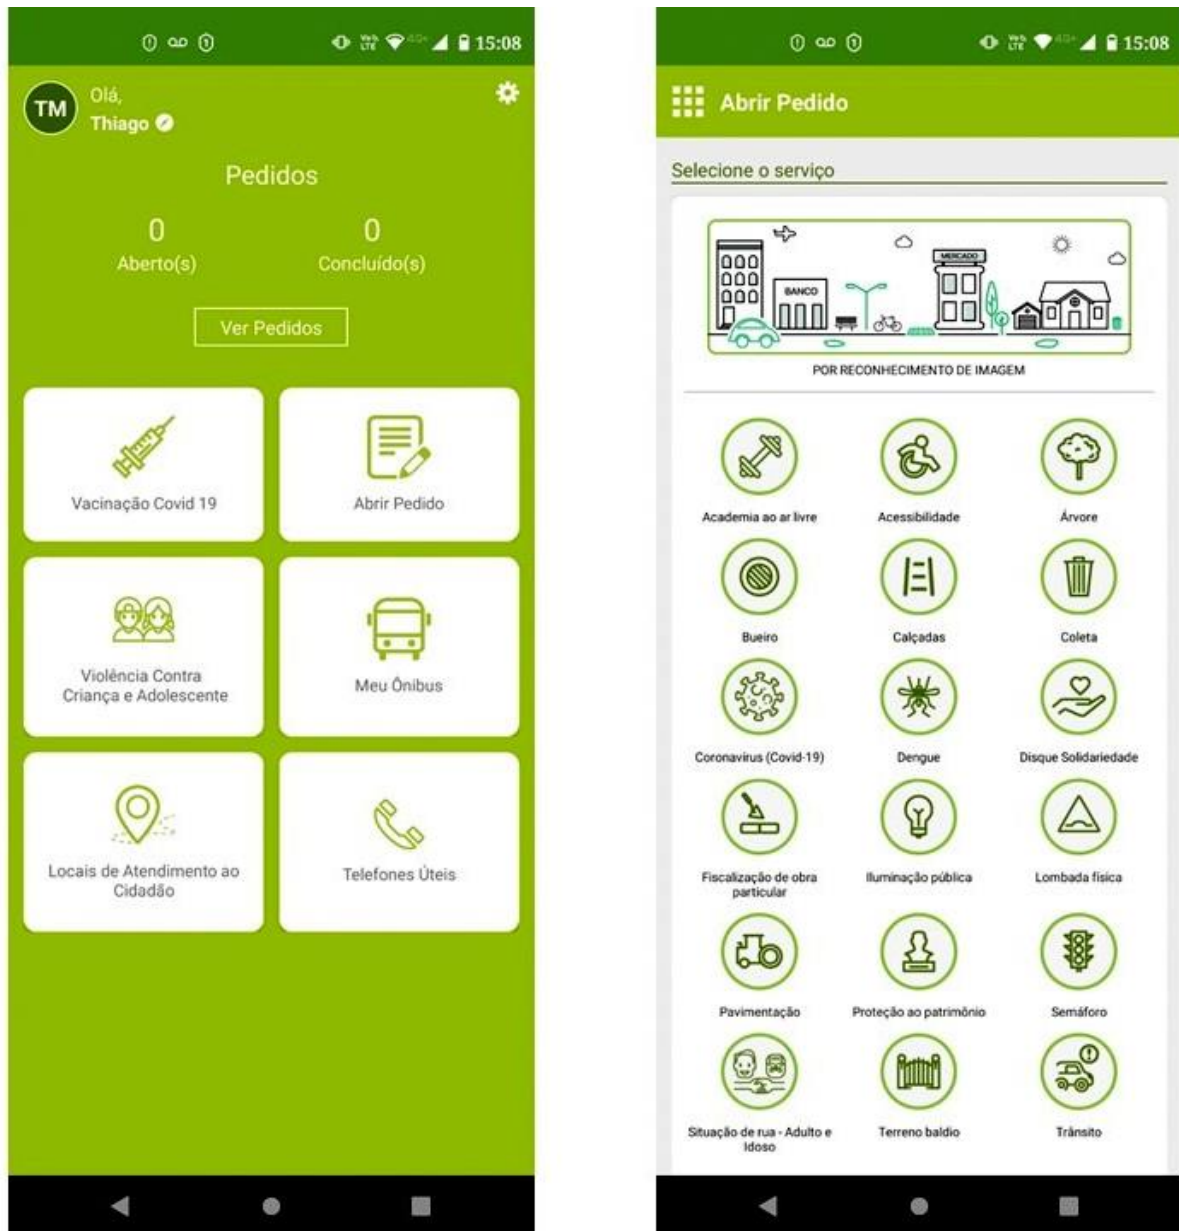 15:08
TM
Olá,
Thiago
Pedidos
0 0
Aberto(s) Concluído(s)
Ver Pedidos
Vacinação Covid 19 Abrir Pedido
Violência Contra
Criança e Adolescente
Meu Ônibus
Locais de Atendimento ao
Cidadão
Telefones Úteis
15:08
Abrir Pedido
Selecione o serviço
MERCADO
BANCO
POR RECONHECIMENTO DE IMAGEM
Academia ao ar livre Acessibilidade Árvore
Bueiro Calçadas Coleta
Coronavírus (Covid-19) Dengue Disque Solidariedade
Fiscalização de obra
particular
Iluminação pública Lombada física
Pavimentação Proteção ao patrimônio Semáforo
Situação de rua - Adulto e
Idoso
Terreno baldio Trânsito